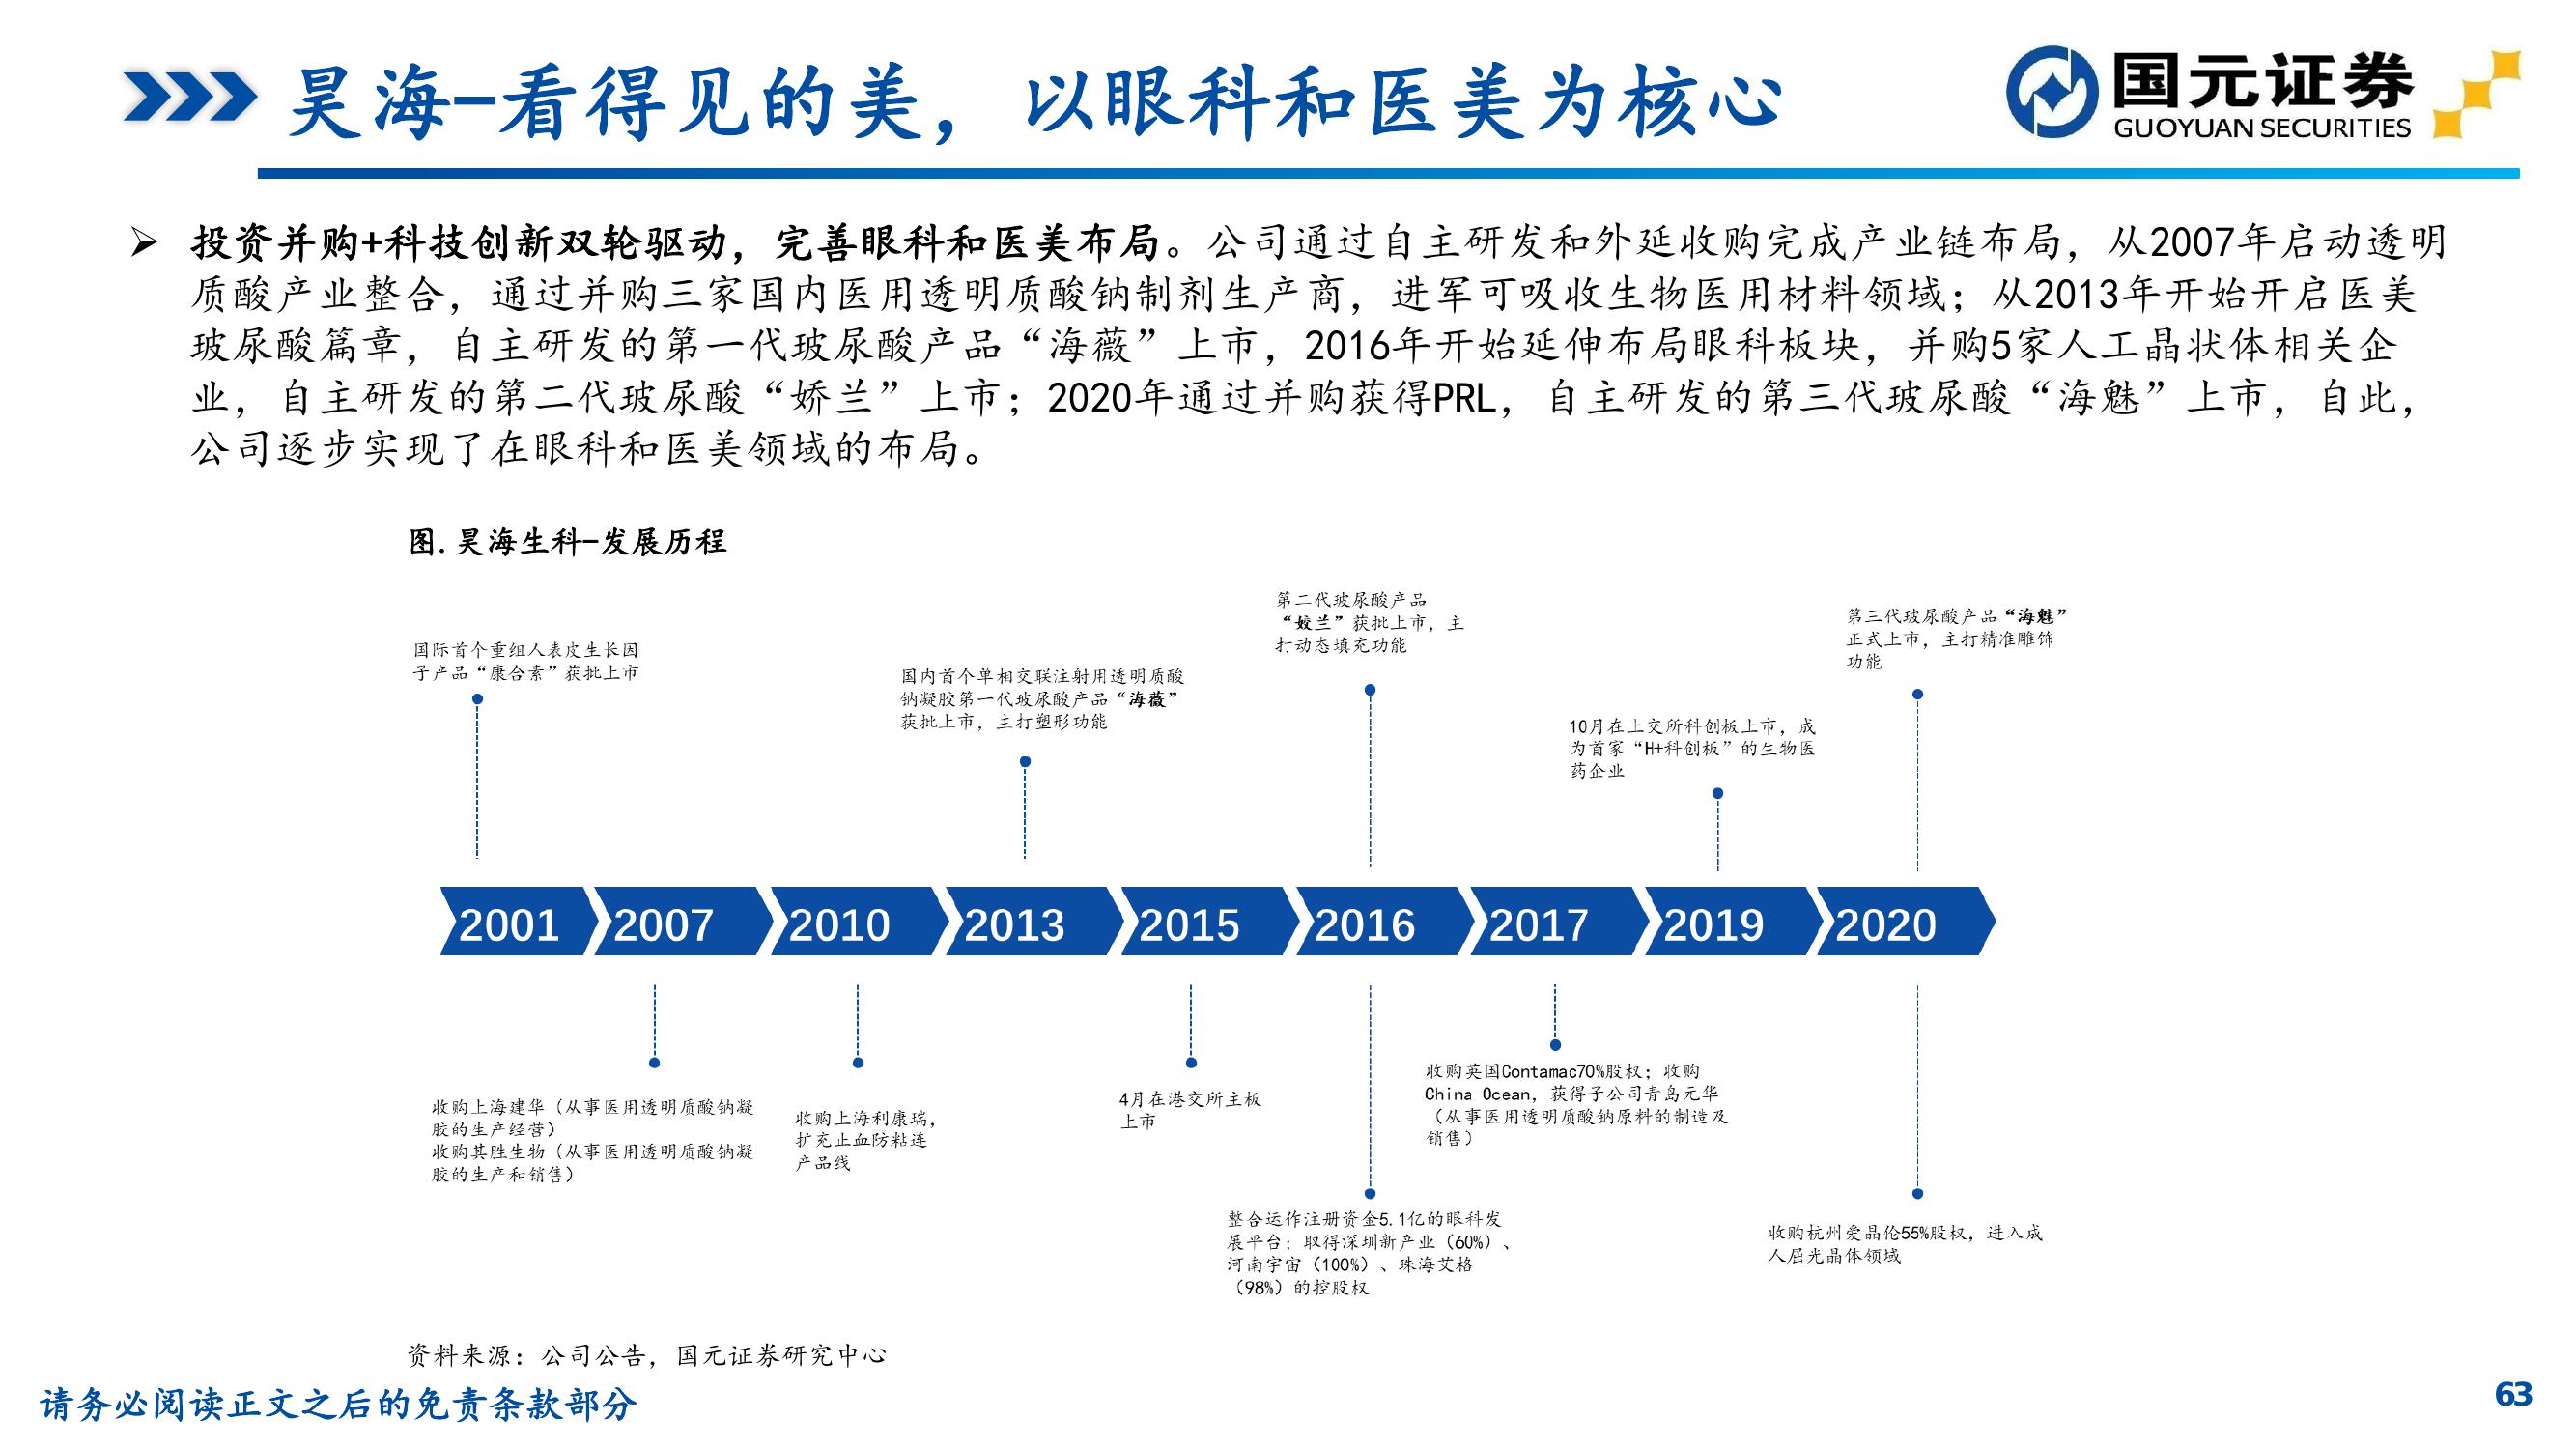 昊海-看得见的美，以眼科和医美为核心
国元证券
GUOYUAN SECURITIES
投资并购+科技创新双轮驱动，完善眼科和医美布局。公司通过自主研发和外延收购完成产业链布局，从2007年启动透明
质酸产业整合，通过并购三家国内医用透明质酸钠制剂生产商，进军可吸收生物医用材料领域；从2013年开始开启医美
玻尿酸篇章，自主研发的第一代玻尿酸产品“海薇”上市，2016年开始延伸布局眼科板块，并购5家人工晶状体相关企
业，自主研发的第二代玻尿酸“娇兰”上市；2020年通过并购获得PRL，自主研发的第三代玻尿酸“海魅”上市，自此，
公司逐步实现了在眼科和医美领域的布局。
图.昊海生科-发展历程
国际首个重组人表皮生长因
子产品“康合素”获批上市
国内首个单相交联注射用透明质酸
钠凝胶第一代玻尿酸产品“海薇”
获批上市，主打塑形功能
第二代玻尿酸产品
“姣兰”获批上市，主
打动态填充功能
10月在上交所科创板上市，成
为首家“H+科创板”的生物医
药企业
第三代玻尿酸产品“海魅”
正式上市，主打精准雕饰
功能
2001 2007 2010 2013 2015 2016 2017 2019 2020
收购上海建华（从事医用透明质酸钠凝
胶的生产经营）
收购其胜生物（从事医用透明质酸钠凝
胶的生产和销售）
收购上海利康瑞，
扩充止血防粘连
产品线
4月在港交所主板
上市
整合运作注册资金5.1亿的眼科发
展平台；取得深圳新产业（60%）、
河南宇宙（100%）、珠海艾格
（98%）的控股权
收购英国Contamac70%股权；收购
China Ocean，获得子公司青岛元华
（从事医用透明质酸钠原料的制造及
销售）
收购杭州爱晶伦55%股权，进入成
人屈光晶体领域
资料来源：公司公告，国元证券研究中心
请务必阅读正文之后的免责条款部分
63